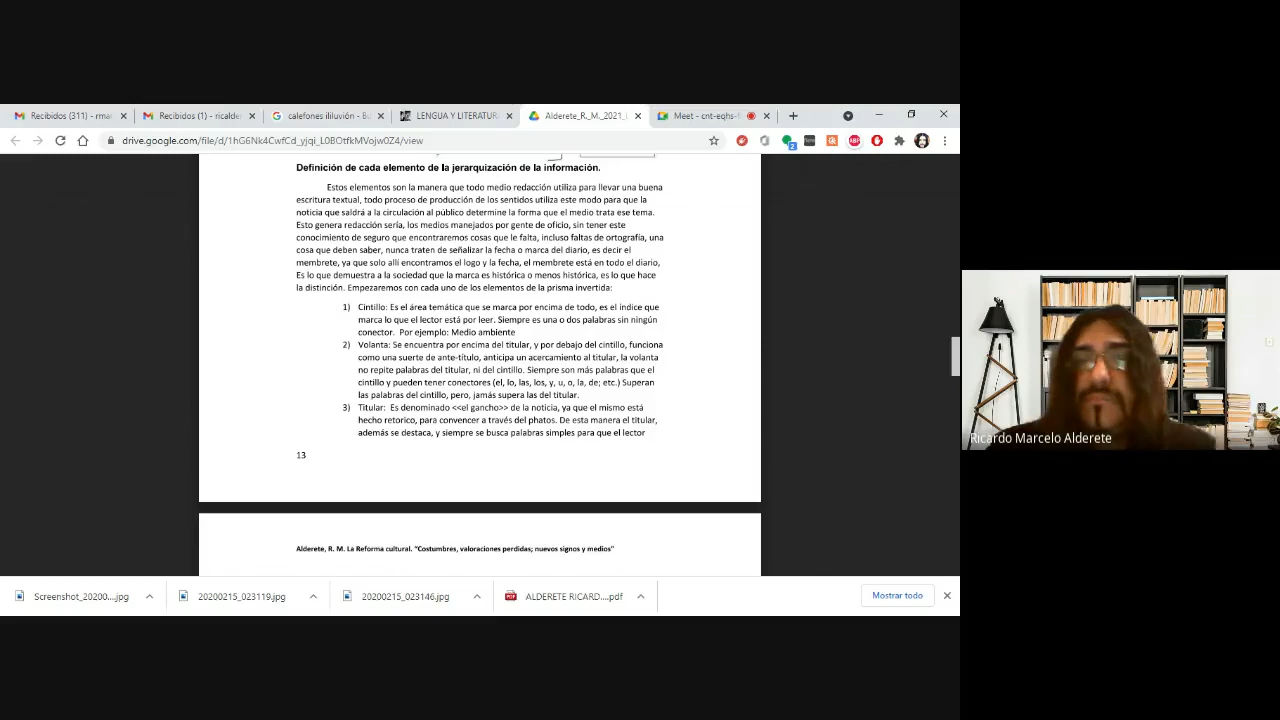 Recibidos (311) - rmar
Recibidos (1) - ricalder
calefones ililuvión - Bu
LENGUA Y LITERATURA
Alderete_R._M._2021_
Meet - cnt-eqhs-
drive.google.com/file/d/1hG6Nk4CwfCd_yjqi_L0BOtfkMVojw0Z4/view
Definición de cada elemento de la jerarquización de la información.
Estos elementos son la manera que todo medio redacción utiliza para llevar una buena
escritura textual, todo proceso de producción de los sentidos utiliza este modo para que la
noticia que saldrá a la circulación al público determine la forma que el medio trata ese tema.
Esto genera redacción sería, los medios manejados por gente de oficio, sin tener este
conocimiento de seguro que encontraremos cosas que le falta, incluso faltas de ortografía, una
cosa que deben saber, nunca traten de señalizar la fecha o marca del diario, es decir el
membrete, ya que solo allí encontramos el logo y la fecha, el membrete está en todo el diario,
Es lo que demuestra a la sociedad que la marca es histórica o menos histórica, es lo que hace
la distinción. Empezaremos con cada uno de los elementos de la prisma invertida:
1) Cintillo: Es el área temática que se marca por encima de todo, es el índice que
marca lo que el lector está por leer. Siempre es una o dos palabras sin ningún
conector. Por ejemplo: Medio ambiente
2) Volanta: Se encuentra por encima del titular, y por debajo del cintillo, funciona
como una suerte de ante-título, anticipa un acercamiento al titular, la volanta
no repite palabras del titular, ni del cintillo. Siempre son más palabras que el
cintillo y pueden tener conectores (el, lo, las, los, y, u, o, la, de; etc.) Superan
las palabras del cintillo, pero, jamás supera las del titular.
3) Titular: Es denominado <<el gancho>> de la noticia, ya que el mismo está
hecho retorico, para convencer a través del phatos. De esta manera el titular,
además se destaca, y siempre se busca palabras simples para que el lector
13
Alderete, R. M. La Reforma cultural. "Costumbres, valoraciones perdidas; nuevos signos y medios"
Ricardo Marcelo Alderete
Screenshot_20200....jpg
20200215_023119.jpg
20200215_023146.jpg
ALDERETE RICARD....pdf
Mostrar todo